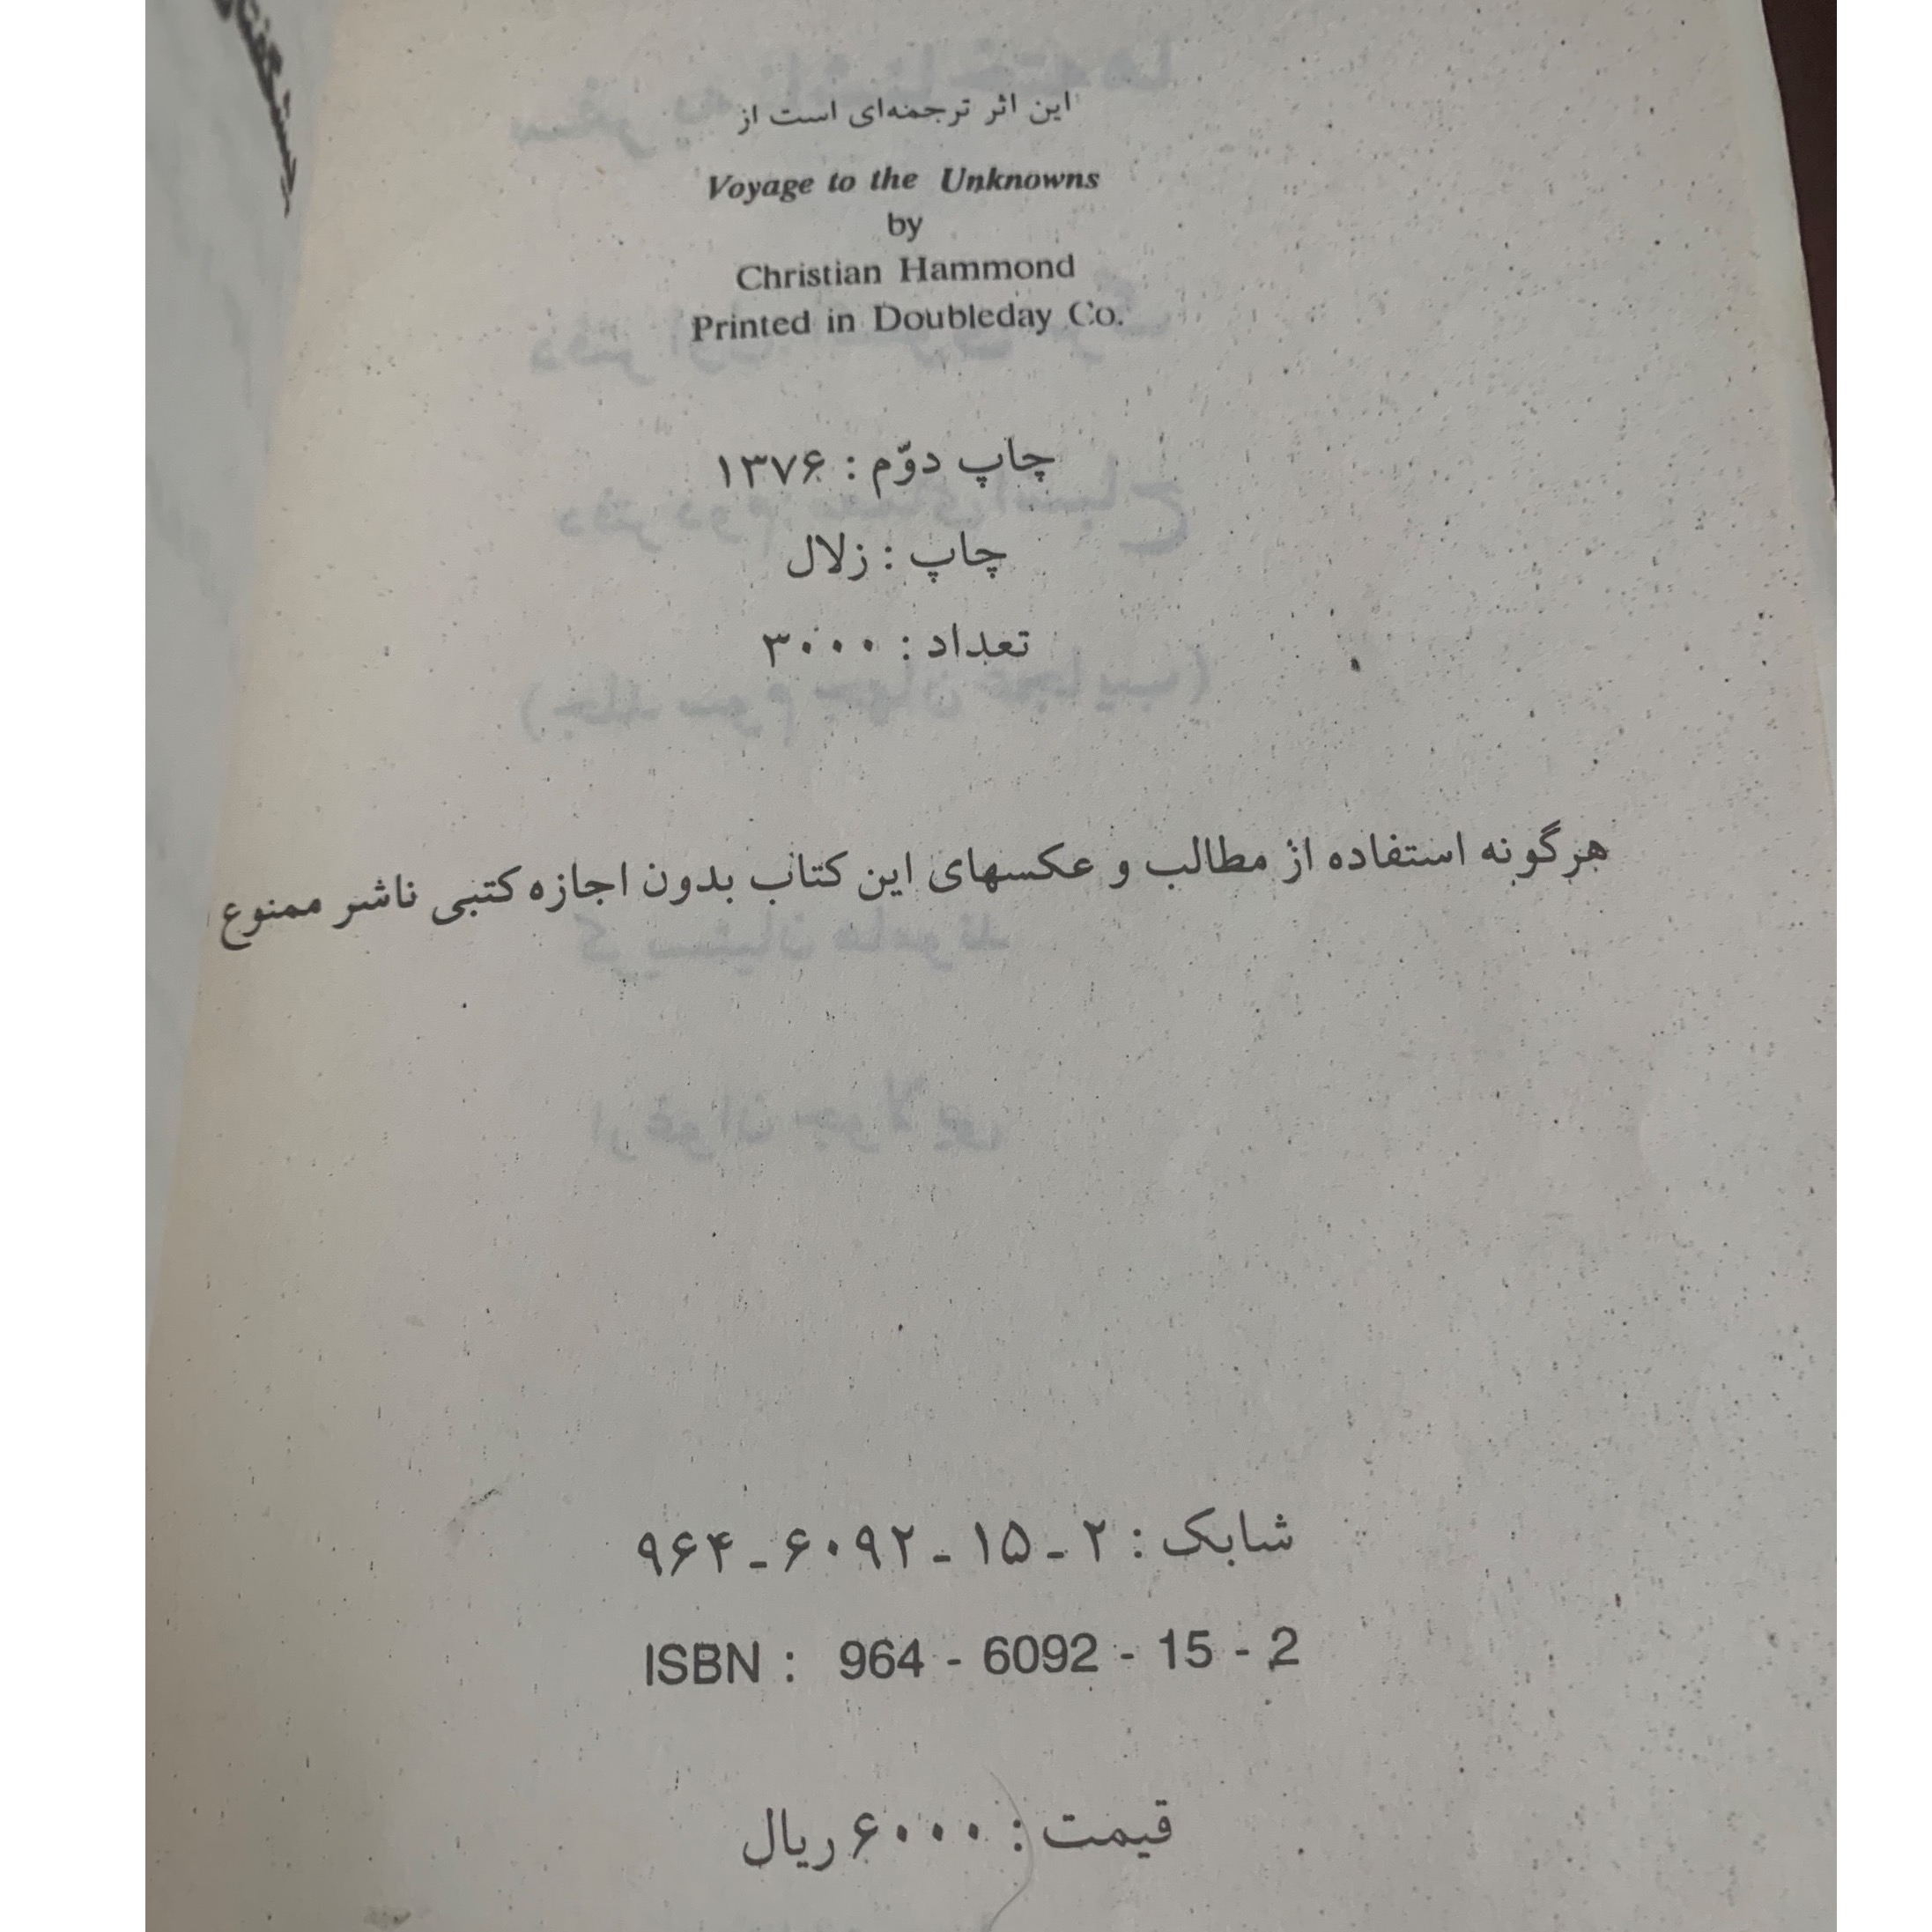 این اثر ترجمه‌ای است از
Voyage to the Unknowns
by
Christian Hammond
Printed in Doubleday Co.
چاپ دوّم : ۱۳۷۶
چاپ : زلال
تعداد : ۳۰۰۰
هرگونه استفاده از مطالب و عکسهای این کتاب بدون اجازه کتبی ناشر ممنوع
شابک : ۲ - ۱۵ - ۶۰۹۲ - ۹۶۴
ISBN : 964 - 6092 - 15 - 2
قیمت : ۶۰۰۰ ریال